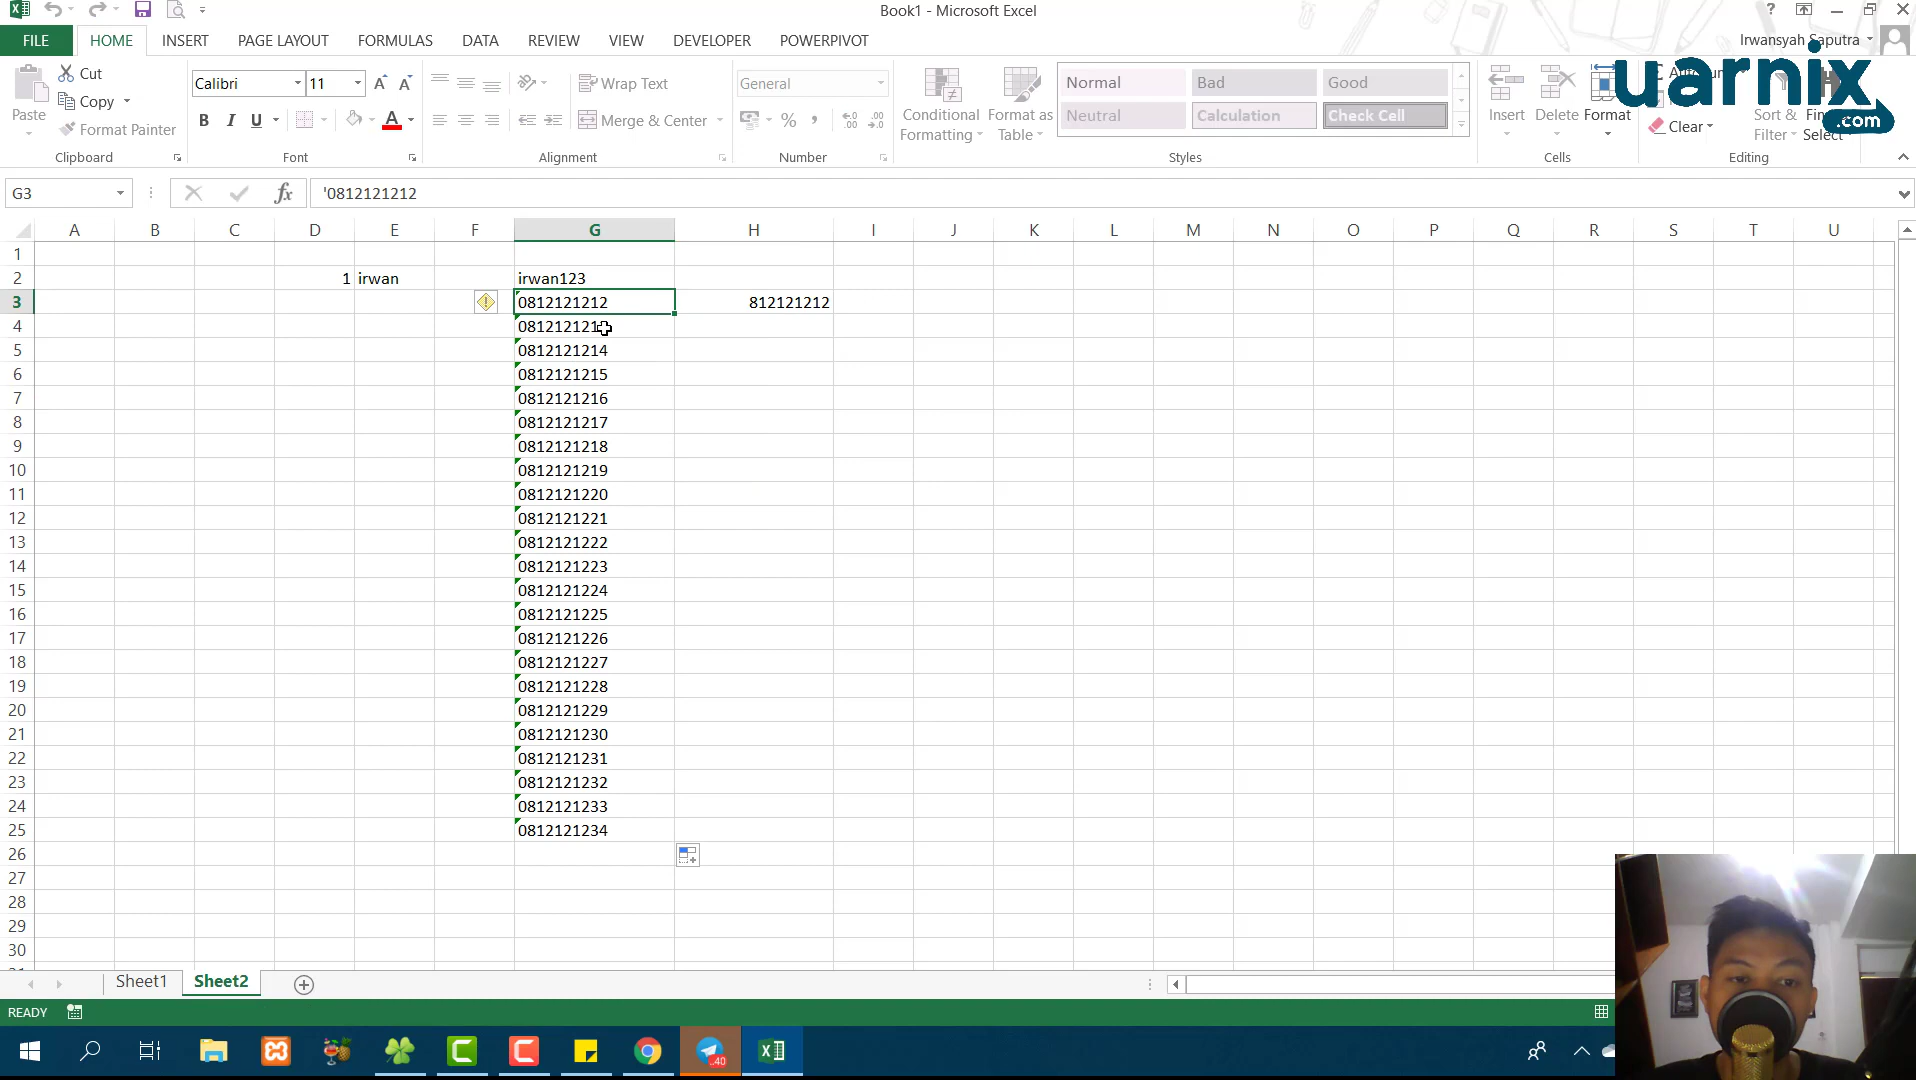 Book1 - Microsoft Excel
?
FILE HOME INSERT PAGE LAYOUT FORMULAS DATA REVIEW VIEW DEVELOPER POWERPIVOT
Irwansyah Saputra
uarnix
.com
Cut
Copy
Format Painter
Paste
Clipboard
Calibri 11
B I U A
Font
Wrap Text
Merge & Center
Alignment
General
%
Number
Conditional
Formatting
Format as
Table
Normal Bad Good
Neutral Calculation Check Cell
Styles
Insert Delete Format
Cells
Clear
Sort &
Filter
Select
Editing
G3 fx '0812121212
A B C D E F G H I J K L M N O P Q R S T U
1
2 1 irwan irwan123
3 0812121212 812121212
4
5 0812121214
6 0812121215
7 0812121216
8 0812121217
9 0812121218
10 0812121219
11 0812121220
12 0812121221
13 0812121222
14 0812121223
15 0812121224
16 0812121225
17 0812121226
18 0812121227
19 0812121228
20 0812121229
21 0812121230
22 0812121231
23 0812121232
24 0812121233
25 0812121234
26
27
28
29
30
Sheet1 Sheet2
READY
40